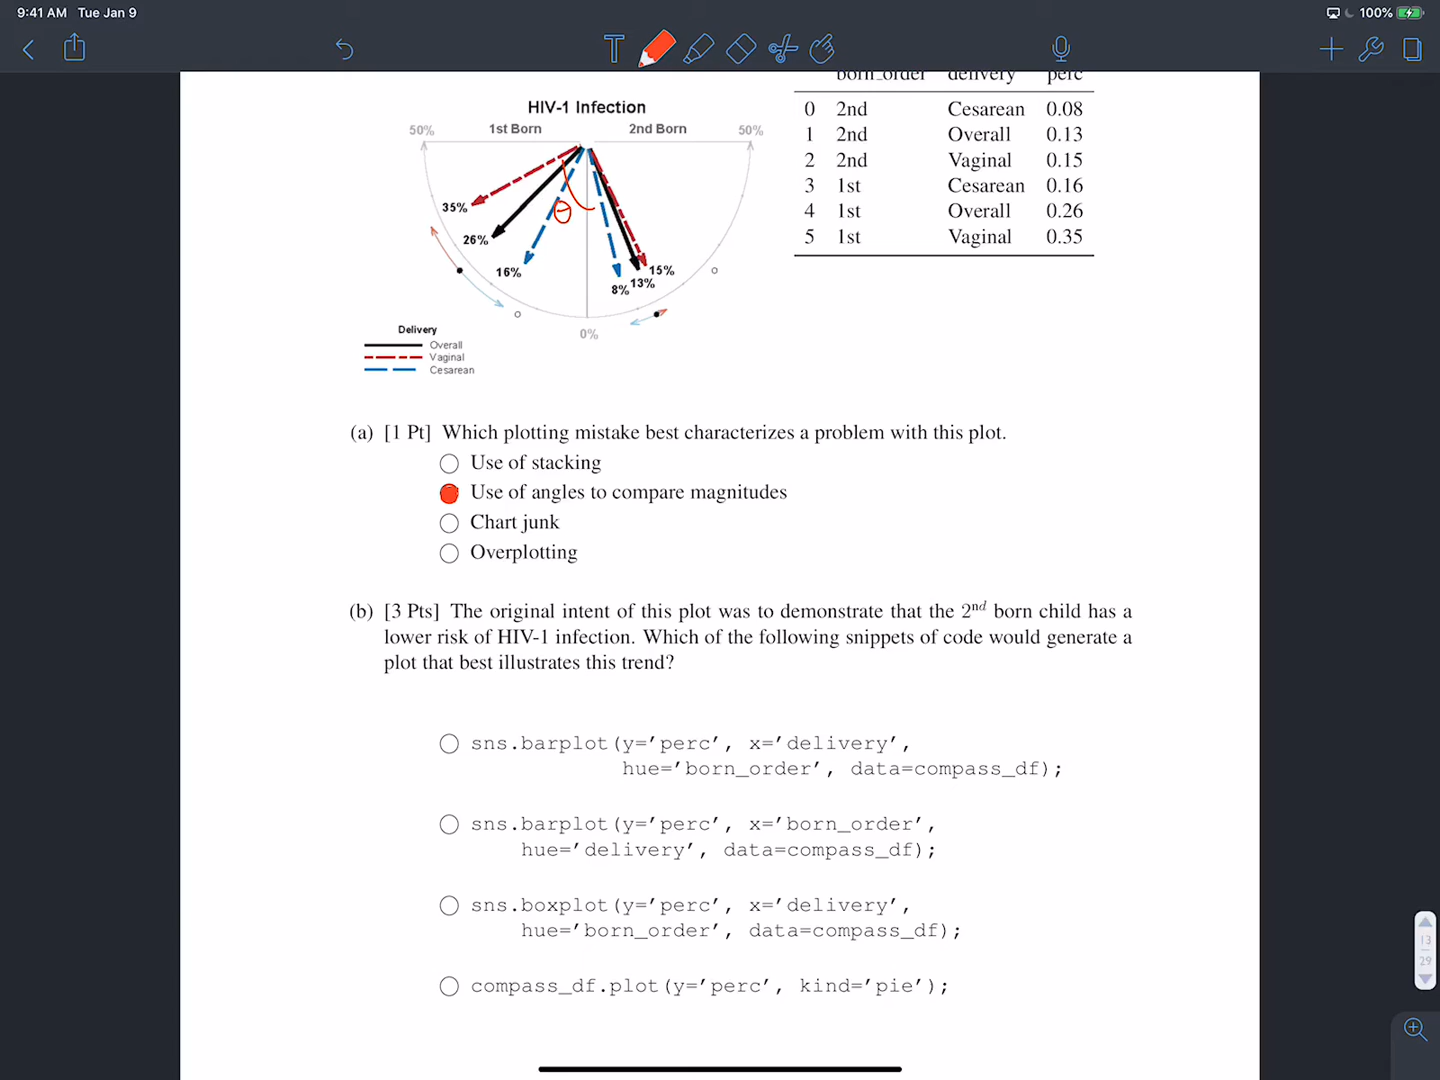 9:41 AM Tue Jan 9
100%
T
born_order delivery perc
0 2nd Cesarean 0.08
1 2nd Overall 0.13
2 2nd Vaginal 0.15
3 1st Cesarean 0.16
4 1st Overall 0.26
5 1st Vaginal 0.35
HIV-1 Infection
50% 1st Born 2nd Born 50%
35%
26%
16%
15%
13%
8%
0%
Delivery
Overall
Vaginal
Cesarean
(a) [1 Pt] Which plotting mistake best characterizes a problem with this plot.
Use of stacking
Use of angles to compare magnitudes
Chart junk
Overplotting
(b) [3 Pts] The original intent of this plot was to demonstrate that the 2nd born child has a
lower risk of HIV-1 infection. Which of the following snippets of code would generate a
plot that best illustrates this trend?
sns.barplot(y='perc', x='delivery',
hue='born_order', data=compass_df);
sns.barplot(y='perc', x='born_order',
hue='delivery', data=compass_df);
sns.boxplot(y='perc', x='delivery',
hue='born_order', data=compass_df);
compass_df.plot(y='perc', kind='pie');
13
29